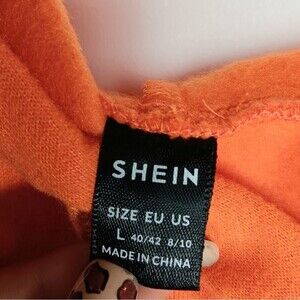 SHEIN
SIZE EU US
L 40/42 8/10
MADE IN CHINA